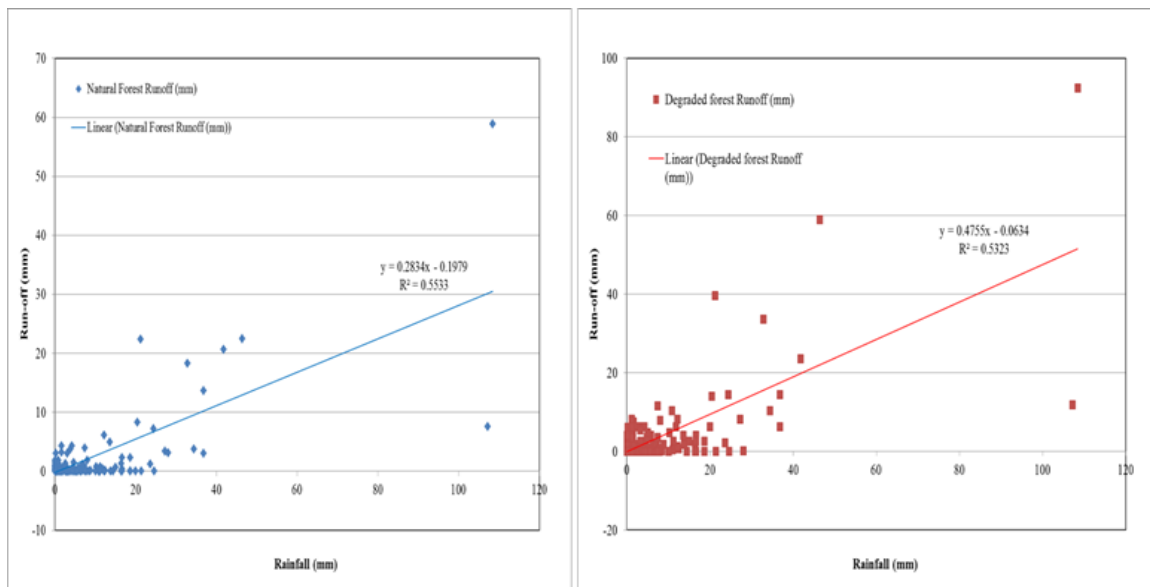 70
60
50
40
30
20
10
0
-10
0
20
40
60
80
100
120
Run-off (mm)
Rainfall (mm)
Natural Forest Runoff (mm)
Linear (Natural Forest Runoff (mm))
y = 0.2834x - 0.1979
R² = 0.5533
100
80
60
40
20
0
-20
0
20
40
60
80
100
120
Run-off (mm)
Rainfall (mm)
Degraded forest Runoff (mm)
Linear (Degraded forest Runoff
(mm))
y = 0.4755x - 0.0634
R² = 0.5323